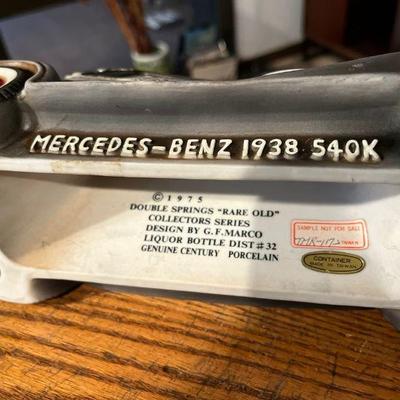 MERCEDES-BENZ 1938 540K
© 1975
DOUBLE SPRINGS "RARE OLD"
COLLECTORS SERIES
DESIGN BY G.F. MARCO
LIQUOR BOTTLE DIST # 32
GENUINE CENTURY PORCELAIN
SAMPLE NOT FOR SALE
TAIWAN
CONTAINER
MADE IN TAIWAN